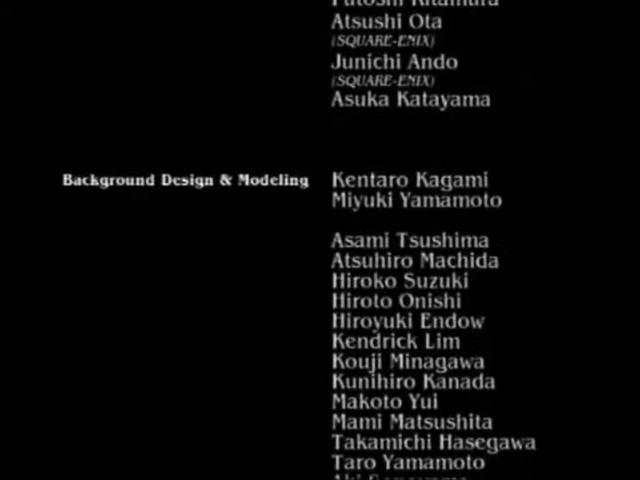 Atsushi Ota
(SQUARE-ENIX)
Junichi Ando
(SQUARE-ENIX)
Asuka Katayama
Background Design & Modeling Kentaro Kagami
Miyuki Yamamoto
Asami Tsushima
Atsuhiro Machida
Hiroko Suzuki
Hiroto Onishi
Hiroyuki Endow
Kendrick Lim
Kouji Minagawa
Kunihiro Kanada
Makoto Yui
Mami Matsushita
Takamichi Hasegawa
Taro Yamamoto